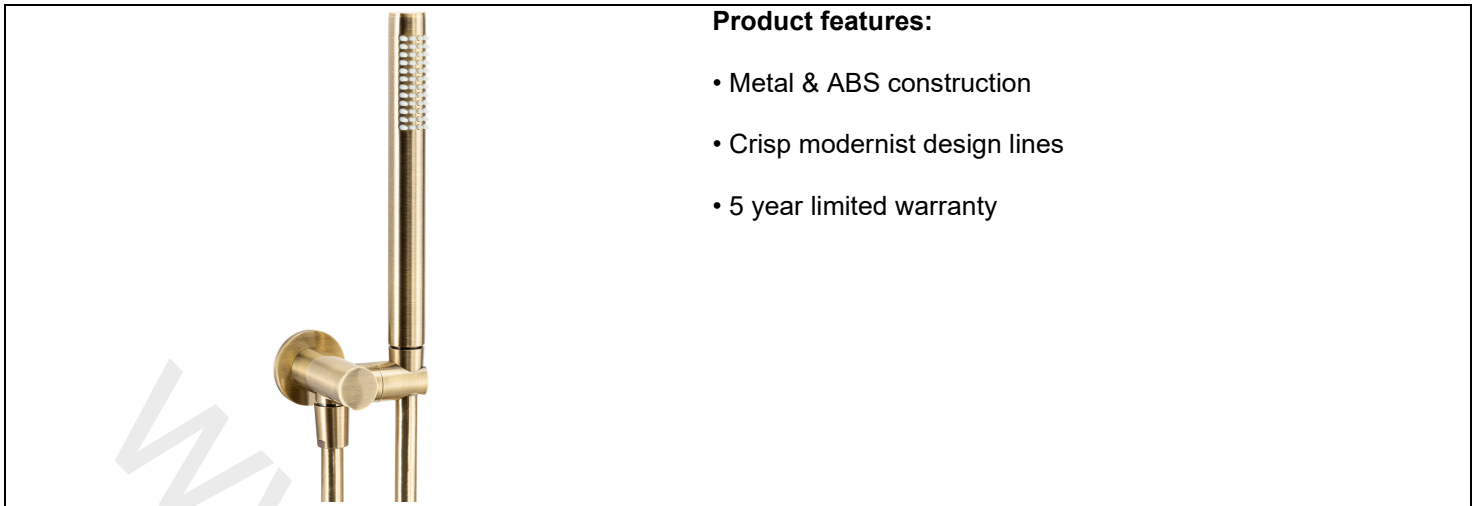 Product features:
• Metal & ABS construction
• Crisp modernist design lines
• 5 year limited warranty